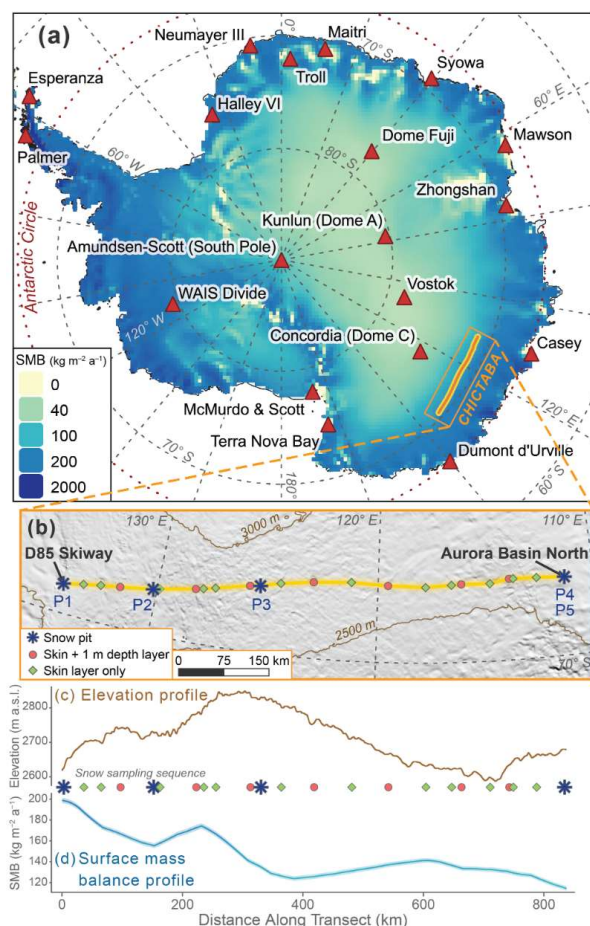 (a)
Neumayer III
Maitri
0°
70° S
Troll
Syowa
Esperanza
Halley VI
60° E
Palmer
60° W
80° S
Dome Fuji
Mawson
Zhongshan
Kunlun (Dome A)
Antarctic Circle
Amundsen-Scott (South Pole)
WAIS Divide
Vostok
120° W
Concordia (Dome C)
Casey
CHICTABA
SMB
(kg m⁻² a⁻¹)
0
40
100
200
2000
McMurdo & Scott
120° E
Terra Nova Bay
Dumont d'Urville
70° S
180°
60° S
(b)
130° E
3000 m
120° E
110° E
D85 Skiway
Aurora Basin North
P1
P2
P3
P4
P5
Snow pit
Skin + 1 m depth layer
Skin layer only
0 75 150 km
2500 m
70° S
(c) Elevation profile
Elevation (m a.s.l.)
2800
2700
2600
Snow sampling sequence
SMB (kg m⁻² a⁻¹)
200
180
160
140
120
(d) Surface mass
balance profile
0 200 400 600 800
Distance Along Transect (km)